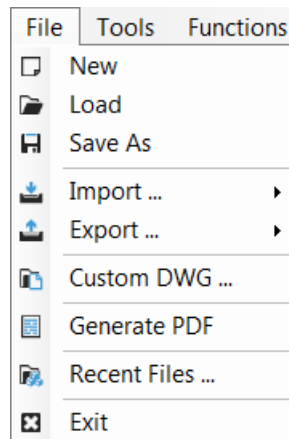 File Tools Functions
New
Load
Save As
Import ...
Export ...
Custom DWG ...
Generate PDF
Recent Files ...
Exit